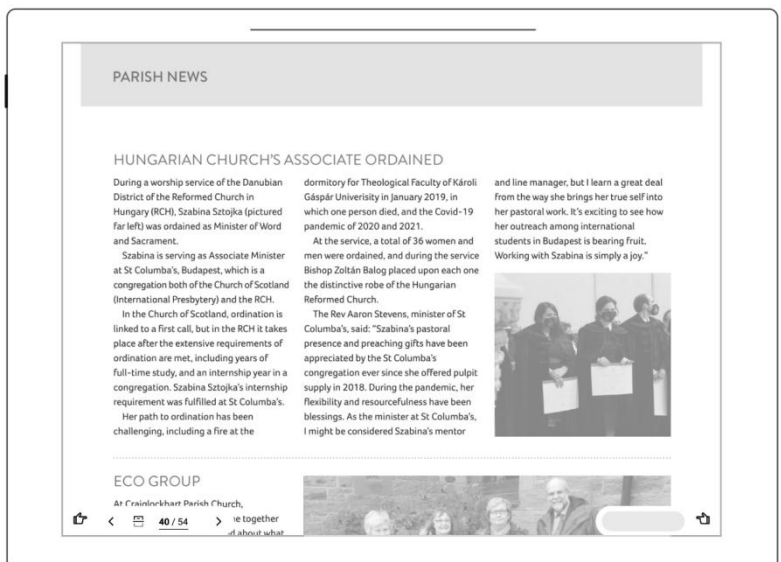 PARISH NEWS
HUNGARIAN CHURCH'S ASSOCIATE ORDAINED
During a worship service of the Danubian
District of the Reformed Church in
Hungary (RCH), Szabina Sztojka (pictured
far left) was ordained as Minister of Word
and Sacrament.
Szabina is serving as Associate Minister
at St Columba's, Budapest, which is a
congregation both of the Church of Scotland
(International Presbytery) and the RCH.
In the Church of Scotland, ordination is
linked to a first call, but in the RCH it takes
place after the extensive requirements of
ordination are met, including years of
full-time study, and an internship year in a
congregation. Szabina Sztojka's internship
requirement was fulfilled at St Columba's.
Her path to ordination has been
challenging, including a fire at the
dormitory for Theological Faculty of Károli
Gáspár Univerisity in January 2019, in
which one person died, and the Covid-19
pandemic of 2020 and 2021.
At the service, a total of 36 women and
men were ordained, and during the service
Bishop Zoltán Balog placed upon each one
the distinctive robe of the Hungarian
Reformed Church.
The Rev Aaron Stevens, minister of St
Columba's, said: "Szabina's pastoral
presence and preaching gifts have been
appreciated by the St Columba's
congregation ever since she offered pulpit
supply in 2018. During the pandemic, her
flexibility and resourcefulness have been
blessings. As the minister at St Columba's,
I might be considered Szabina's mentor
and line manager, but I learn a great deal
from the way she brings her true self into
her pastoral work. It's exciting to see how
her outreach among international
students in Budapest is bearing fruit.
Working with Szabina is simply a joy."
ECO GROUP
At Craiglockhart Parish Church,
together
about what
40 / 54